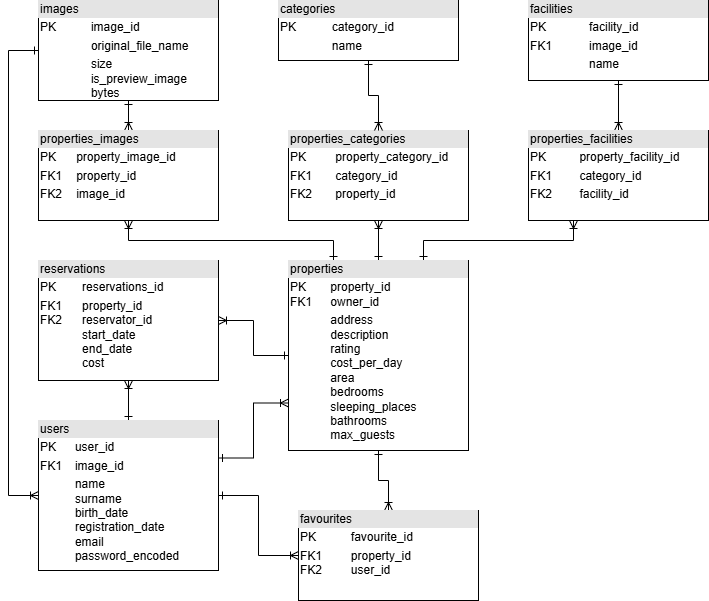 images
PK image_id
original_file_name
size
is_preview_image
bytes
categories
PK category_id
name
facilities
PK facility_id
FK1 image_id
name
properties_images
PK property_image_id
FK1 property_id
FK2 image_id
properties_categories
PK property_category_id
FK1 category_id
FK2 property_id
properties_facilities
PK property_facility_id
FK1 category_id
FK2 facility_id
reservations
PK reservations_id
FK1 property_id
FK2 reservator_id
start_date
end_date
cost
properties
PK property_id
FK1 owner_id
address
description
rating
cost_per_day
area
bedrooms
sleeping_places
bathrooms
max_guests
users
PK user_id
FK1 image_id
name
surname
birth_date
registration_date
email
password_encoded
favourites
PK favourite_id
FK1 property_id
FK2 user_id